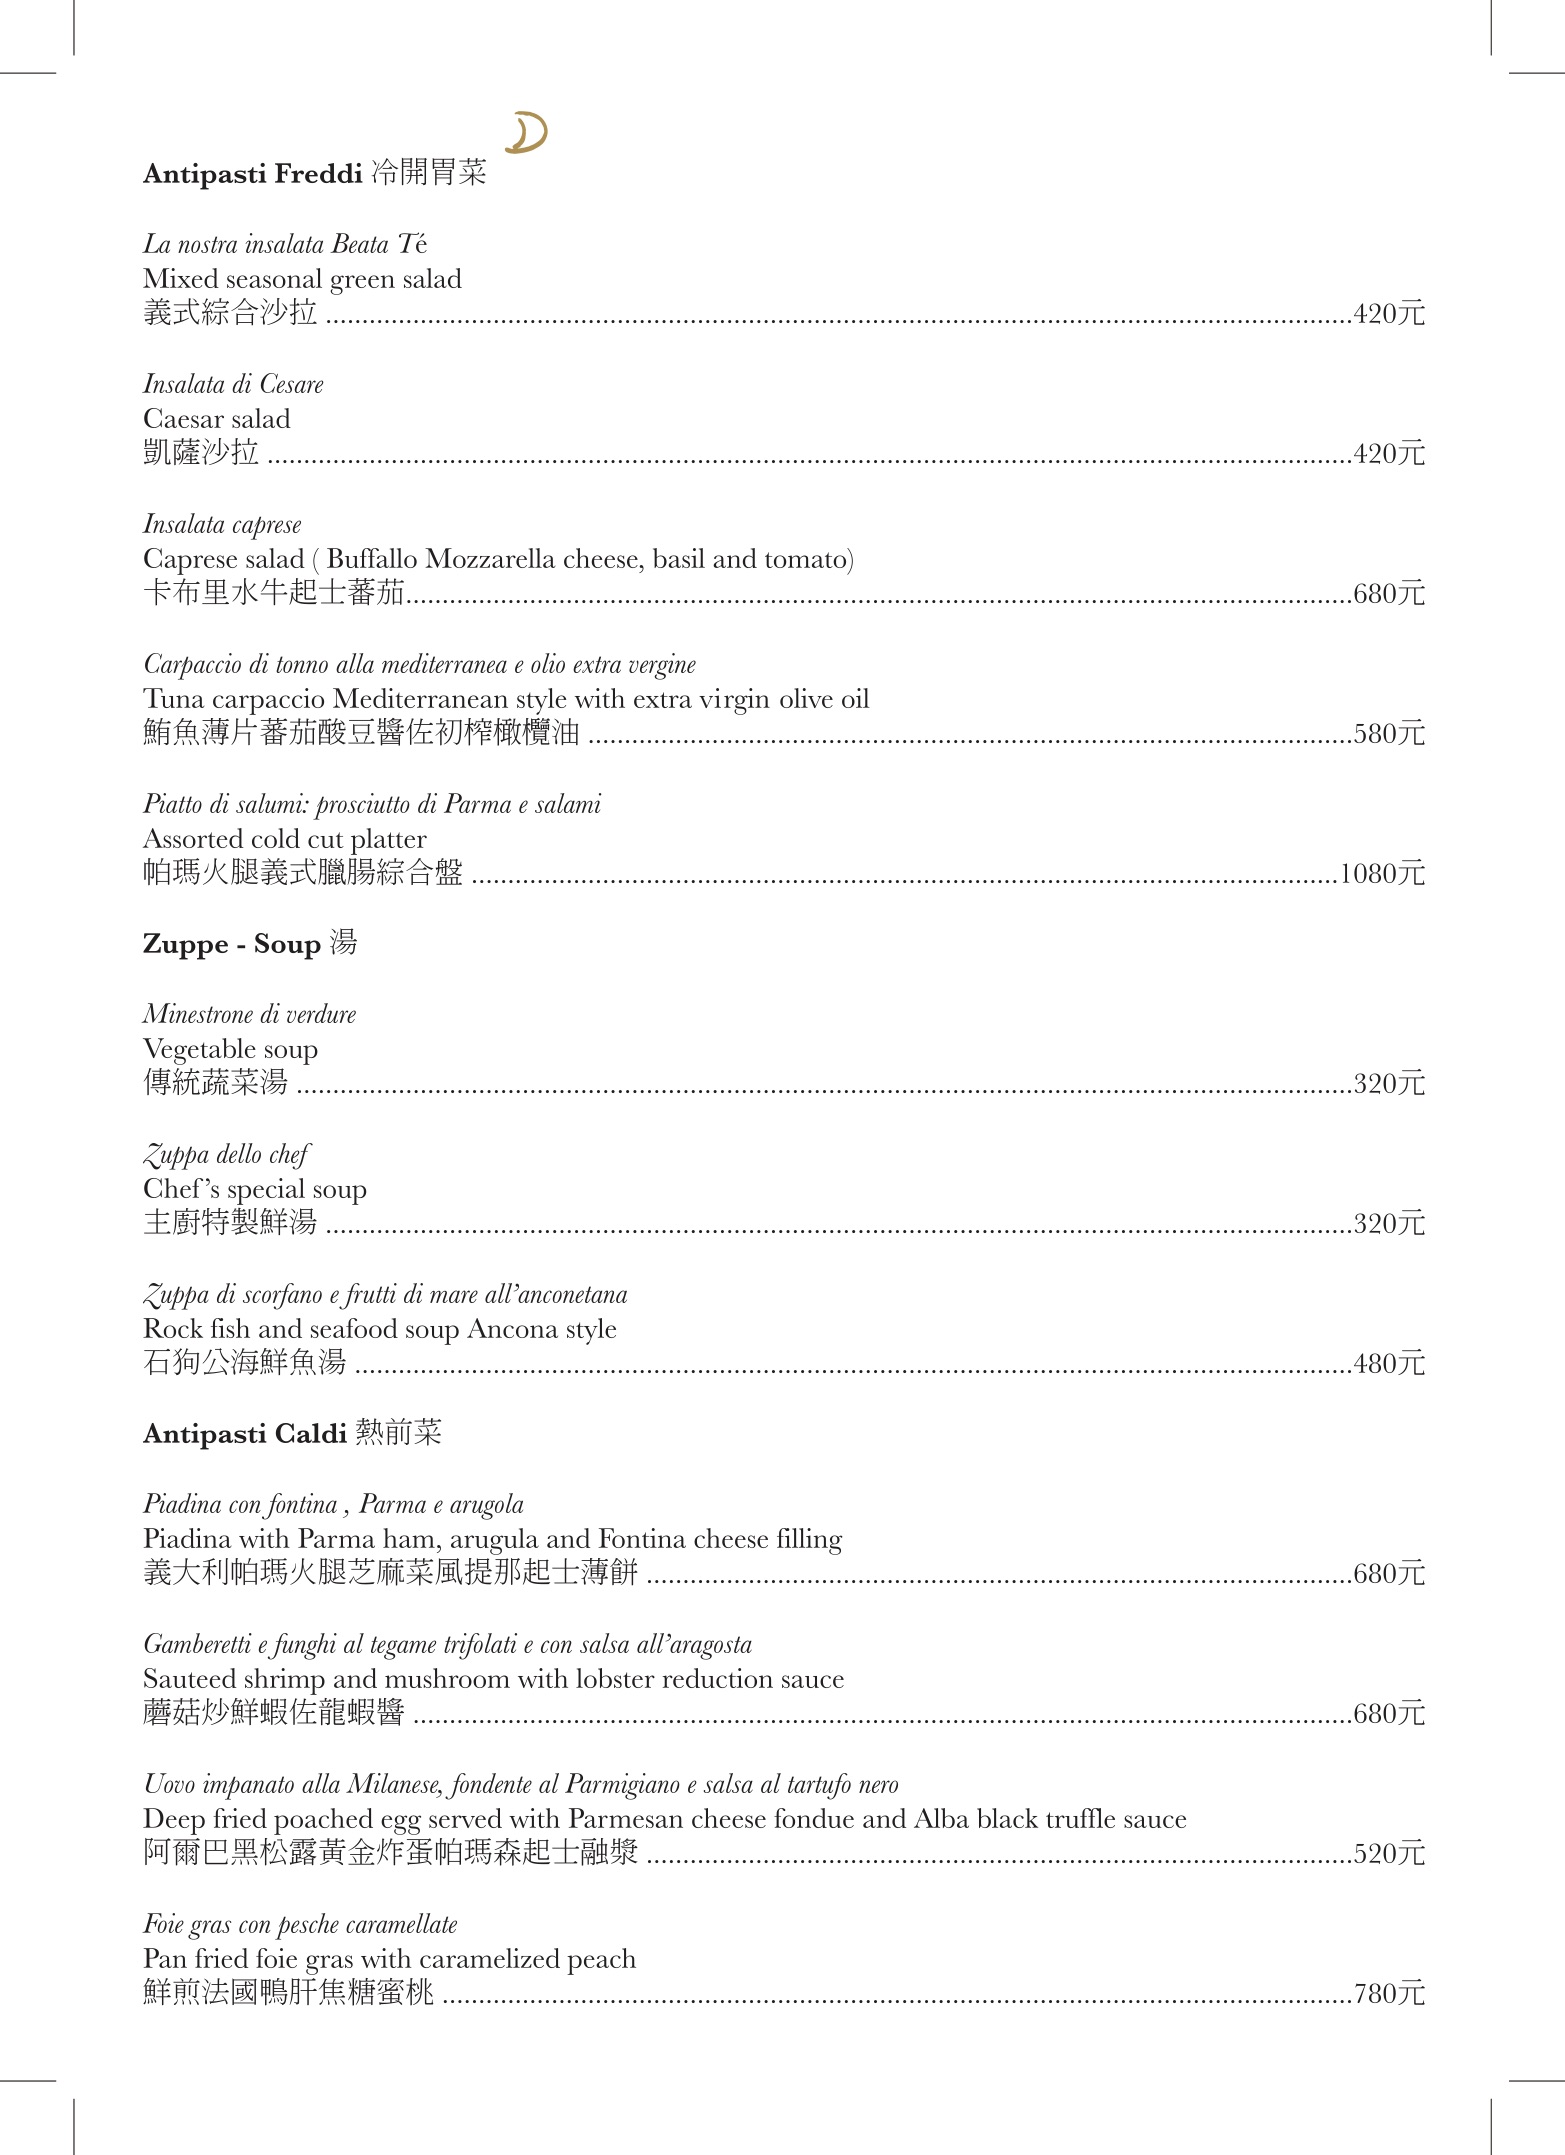 Antipasti Freddi 冷開胃菜
La nostra insalata Beata Té
Mixed seasonal green salad
義式綜合沙拉 ........................................................................................................................................420元
Insalata di Cesare
Caesar salad
凱薩沙拉 ................................................................................................................................................420元
Insalata caprese
Caprese salad ( Buffallo Mozzarella cheese, basil and tomato)
卡布里水牛起士蕃茄..............................................................................................................................680元
Carpaccio di tonno alla mediterranea e olio extra vergine
Tuna carpaccio Mediterranean style with extra virgin olive oil
鮪魚薄片蕃茄酸豆醬佐初榨橄欖油 .....................................................................................................580元
Piatto di salumi: prosciutto di Parma e salami
Assorted cold cut platter
帕瑪火腿義式臘腸綜合盤 ...................................................................................................................1080元
Zuppe - Soup 湯
Minestrone di verdure
Vegetable soup
傳統蔬菜湯 ............................................................................................................................................320元
Zuppa dello chef
Chef’s special soup
主廚特製鮮湯 ........................................................................................................................................320元
Zuppa di scorfano e frutti di mare all’anconetana
Rock fish and seafood soup Ancona style
石狗公海鮮魚湯 ....................................................................................................................................480元
Antipasti Caldi 熱前菜
Piadina con fontina , Parma e arugola
Piadina with Parma ham, arugula and Fontina cheese filling
義大利帕瑪火腿芝麻菜風提那起士薄餅 .............................................................................................680元
Gamberetti e funghi al tegame trifolati e con salsa all’aragosta
Sauteed shrimp and mushroom with lobster reduction sauce
蘑菇炒鮮蝦佐龍蝦醬 ............................................................................................................................680元
Uovo impanato alla Milanese, fondente al Parmigiano e salsa al tartufo nero
Deep fried poached egg served with Parmesan cheese fondue and Alba black truffle sauce
阿爾巴黑松露黃金炸蛋帕瑪森起士融漿 .............................................................................................520元
Foie gras con pesche caramellate
Pan fried foie gras with caramelized peach
鮮煎法國鴨肝焦糖蜜桃 ........................................................................................................................780元